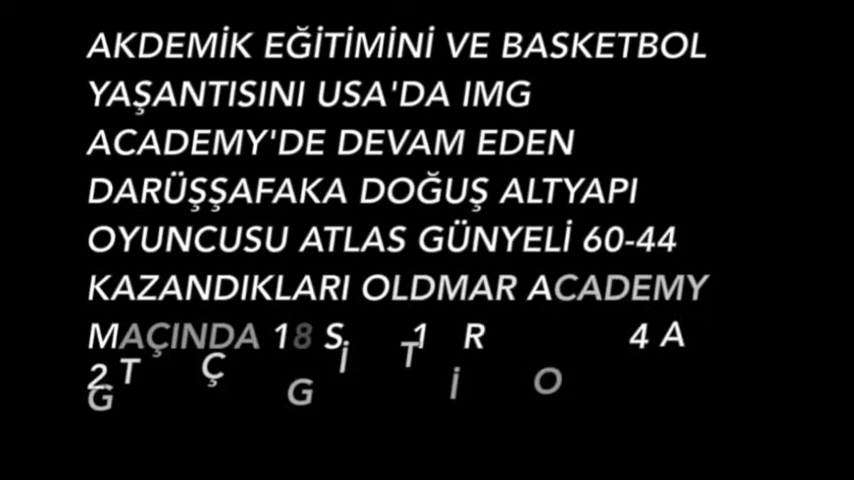 AKDEMİK EĞİTİMİNİ VE BASKETBOL
YAŞANTISINI USA'DA IMG
ACADEMY'DE DEVAM EDEN
DARÜŞŞAFAKA DOĞUŞ ALTYAPI
OYUNCUSU ATLAS GÜNYELİ 60-44
KAZANDIKLARI OLDMAR ACADEMY
MAÇINDA 18